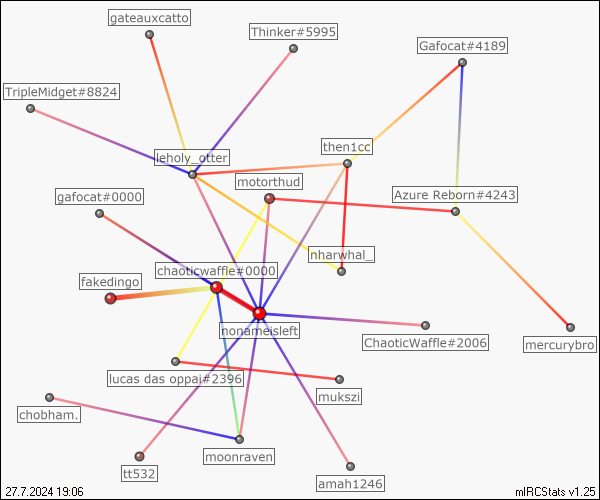 gateauxcatto
Thinker#5995
Gafocat#4189
TripleMidget#8824
then1cc
leholy_otter
motorthud
gafocat#0000
Azure Reborn#4243
nharwhal_
chaoticwaffle#0000
fakedingo
nonameisleft
ChaoticWaffle#2006
mercurybro
lucas das oppai#2396
mukszi
chobham.
moonraven
tt532
amah1246
27.7.2024 19:06
mIRCStats v1.25